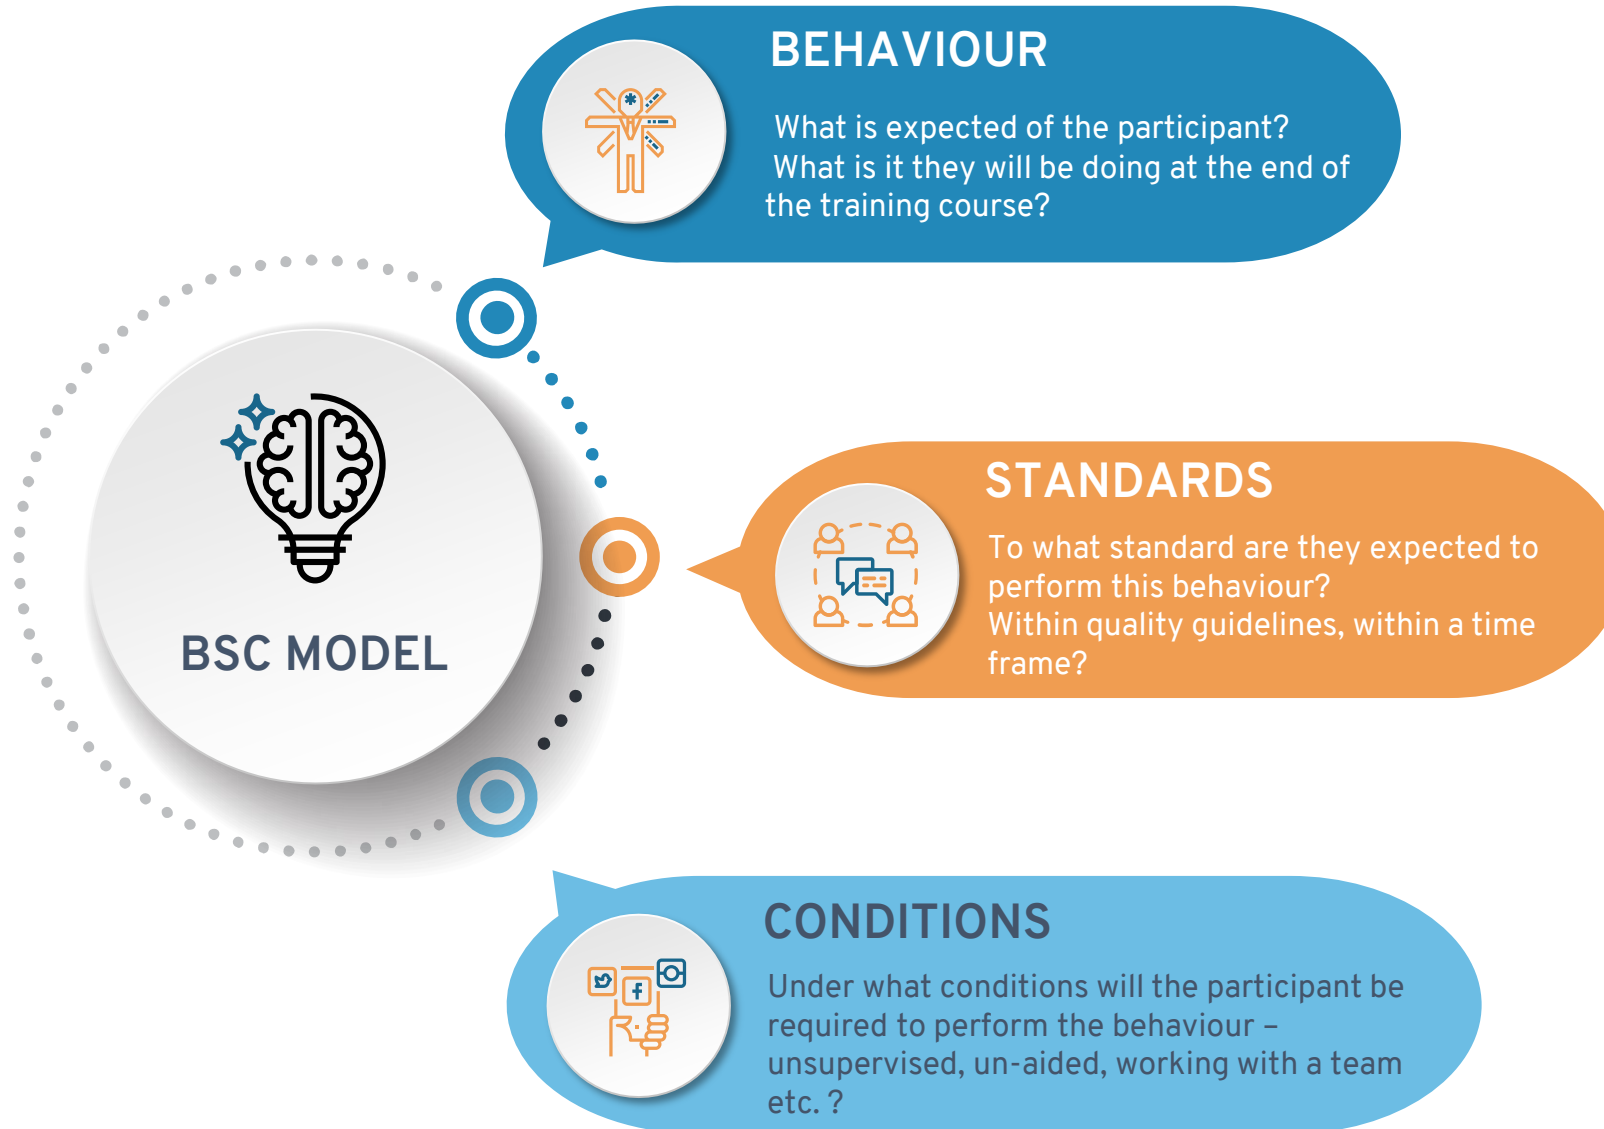 BEHAVIOUR
What is expected of the participant?
What is it they will be doing at the end of
the training course?
BSC MODEL
STANDARDS
To what standard are they expected to
perform this behaviour?
Within quality guidelines, within a time
frame?
CONDITIONS
Under what conditions will the participant be
required to perform the behaviour –
unsupervised, un-aided, working with a team
etc. ?